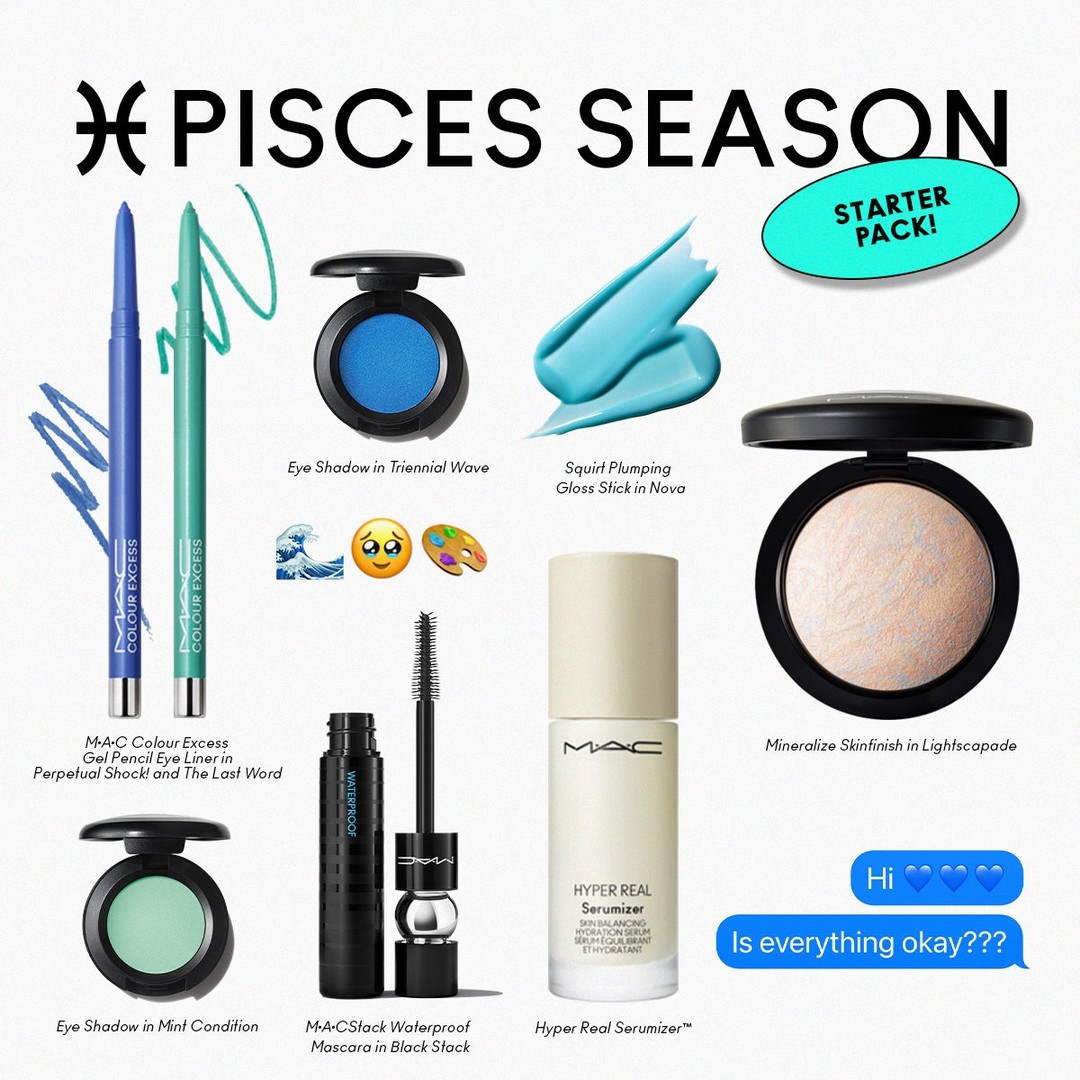 ♓ PISCES SEASON
STARTER
PACK!
Eye Shadow in Triennial Wave
Squirt Plumping
Gloss Stick in Nova
M·A·C
COLOUR EXCESS
M·A·C
COLOUR EXCESS
M·A·C Colour Excess
Gel Pencil Eye Liner in
Perpetual Shock! and The Last Word
MAC
Mineralize Skinfinish in Lightscapade
WATERPROOF
MAC
M·A·C
HYPER REAL
Serumizer
SKIN BALANCING
HYDRATION SERUM
SÉRUM ÉQUILIBRANT
ET HYDRATANT
Hi 💙💙💙
Is everything okay???
Eye Shadow in Mint Condition
M·A·CStack Waterproof
Mascara in Black Stack
Hyper Real Serumizer™